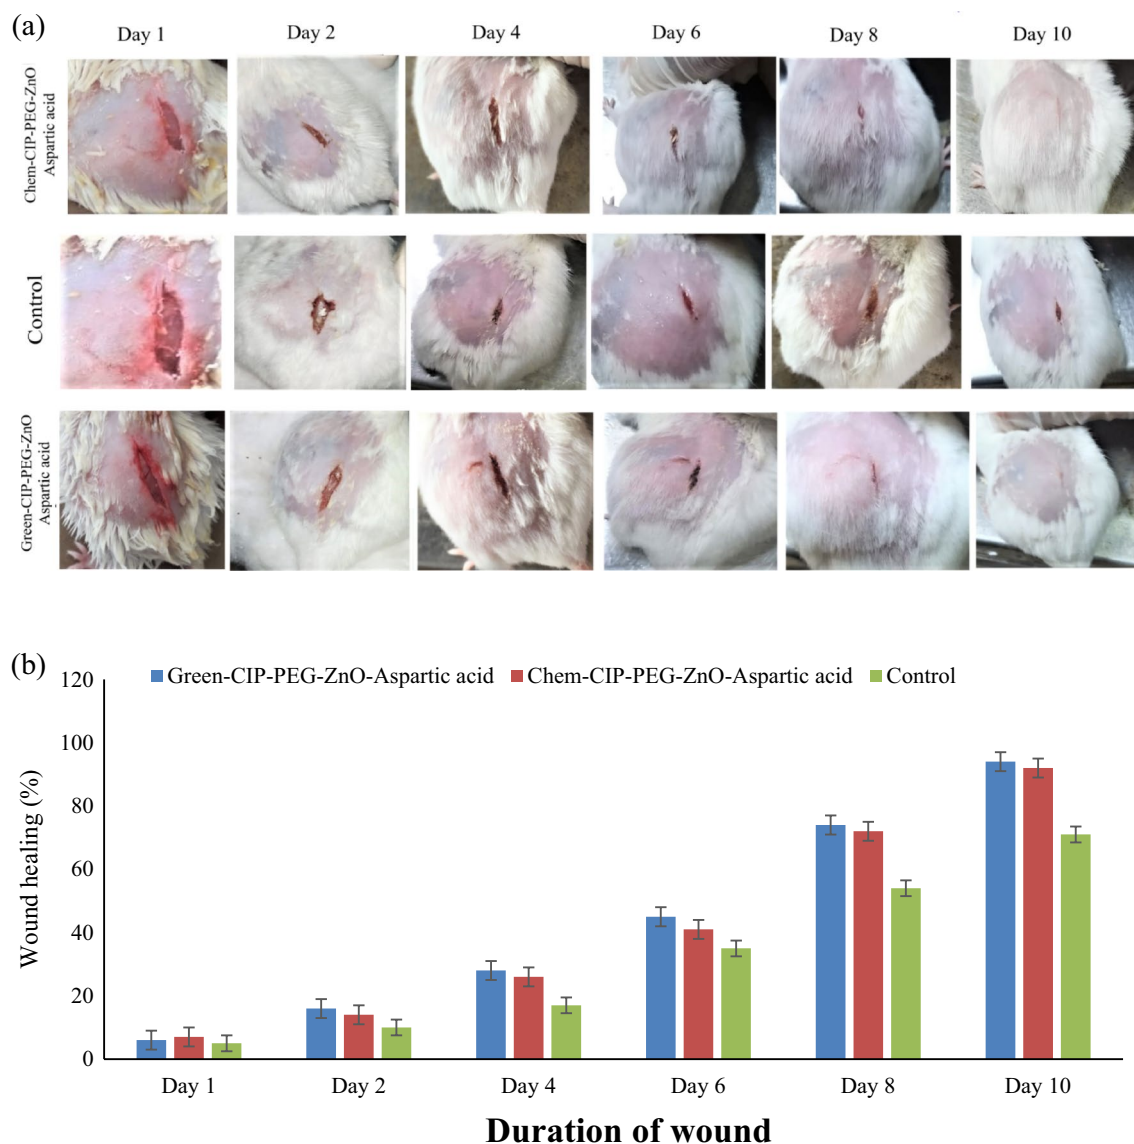 (a)
Day 1 Day 2 Day 4 Day 6 Day 8 Day 10
Chem-CIP-PEG-ZnO
Aspartic acid
Control
Green-CIP-PEG-ZnO
Aspartic acid
(b)
Green-CIP-PEG-ZnO-Aspartic acid Chem-CIP-PEG-ZnO-Aspartic acid Control
Wound healing (%)
120
100
80
60
40
20
0
Day 1 Day 2 Day 4 Day 6 Day 8 Day 10
Duration of wound